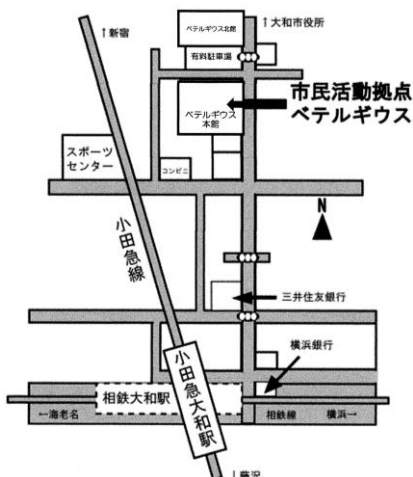 ベテルギウス北館
↑大和市役所
↑新宿
有料駐車場
市民活動拠点
ベテルギウス
ベテルギウス
本館
スポーツ
センター
コンビニ
N
小田急線
三井住友銀行
横浜銀行
小田急大和駅
相鉄大和駅
←海老名
相鉄線
横浜→
↓藤沢